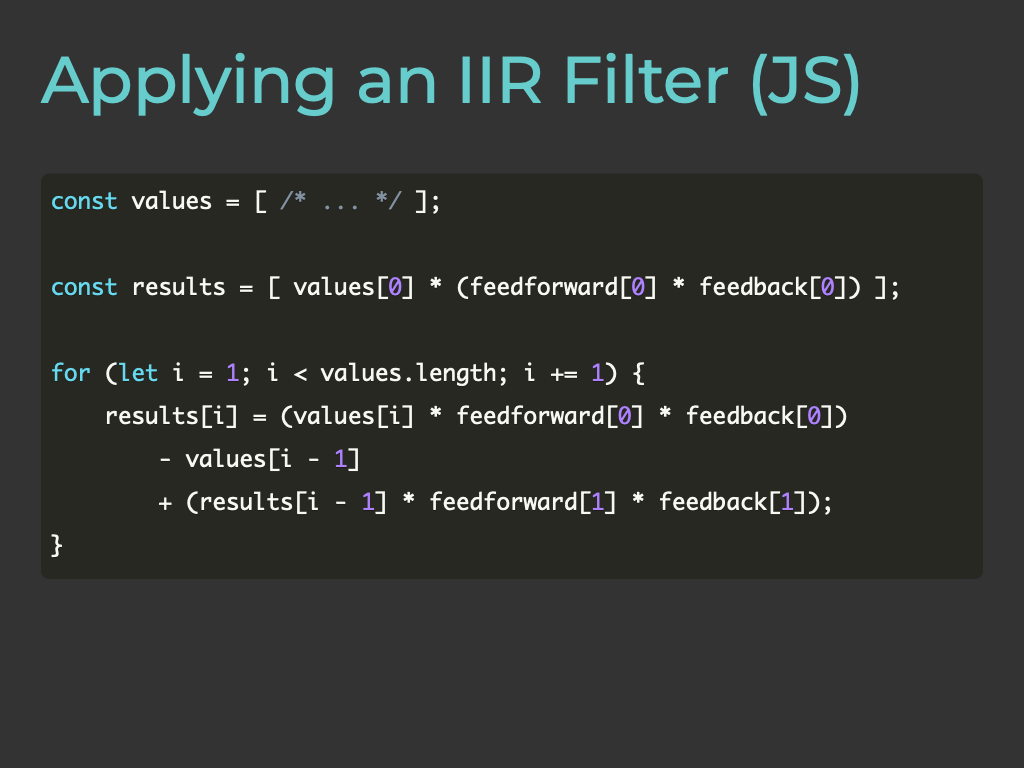 Applying an IIR Filter (JS)
const values = [ /* ... */ ];
const results = [ values[0] * (feedforward[0] * feedback[0]) ];
for (let i = 1; i < values.length; i += 1) {
    results[i] = (values[i] * feedforward[0] * feedback[0])
        - values[i - 1]
        + (results[i - 1] * feedforward[1] * feedback[1]);
}